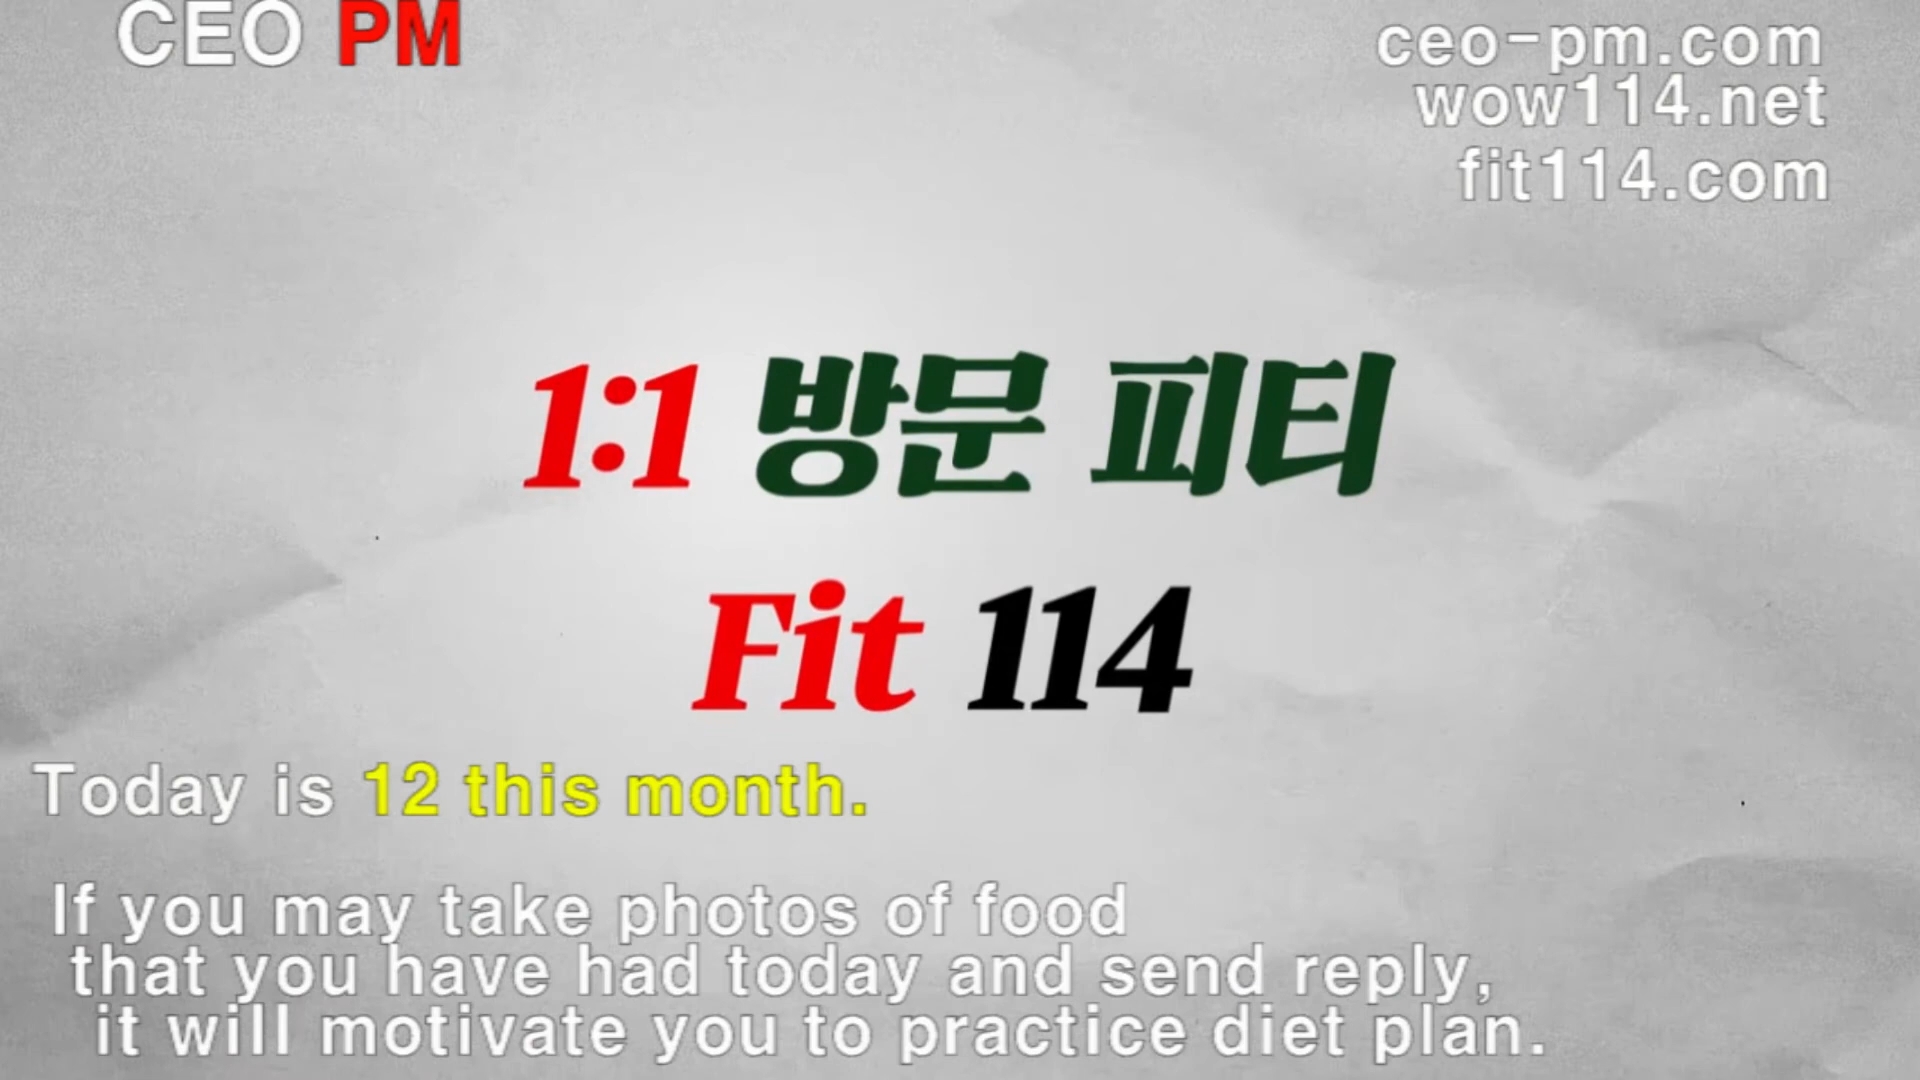 CEO PM
ceo-pm.com
wow114.net
fit114.com
1:1 방문 피티
Fit 114
Today is 12 this month.
If you may take photos of food
that you have had today and send reply,
it will motivate you to practice diet plan.